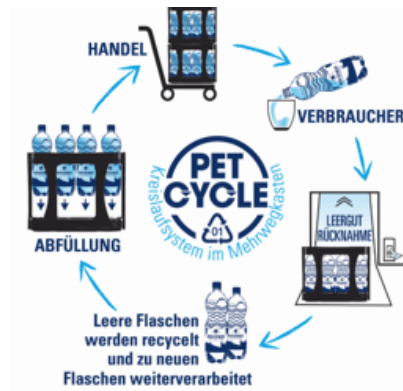 HANDEL
VERBRAUCHER
LEERGUT
RÜCKNAHME
Leere Flaschen
werden recycelt
und zu neuen
Flaschen weiterverarbeitet
ABFÜLLUNG
PET
CYCLE
01
Kreislaufsystem im Mehrwegkasten